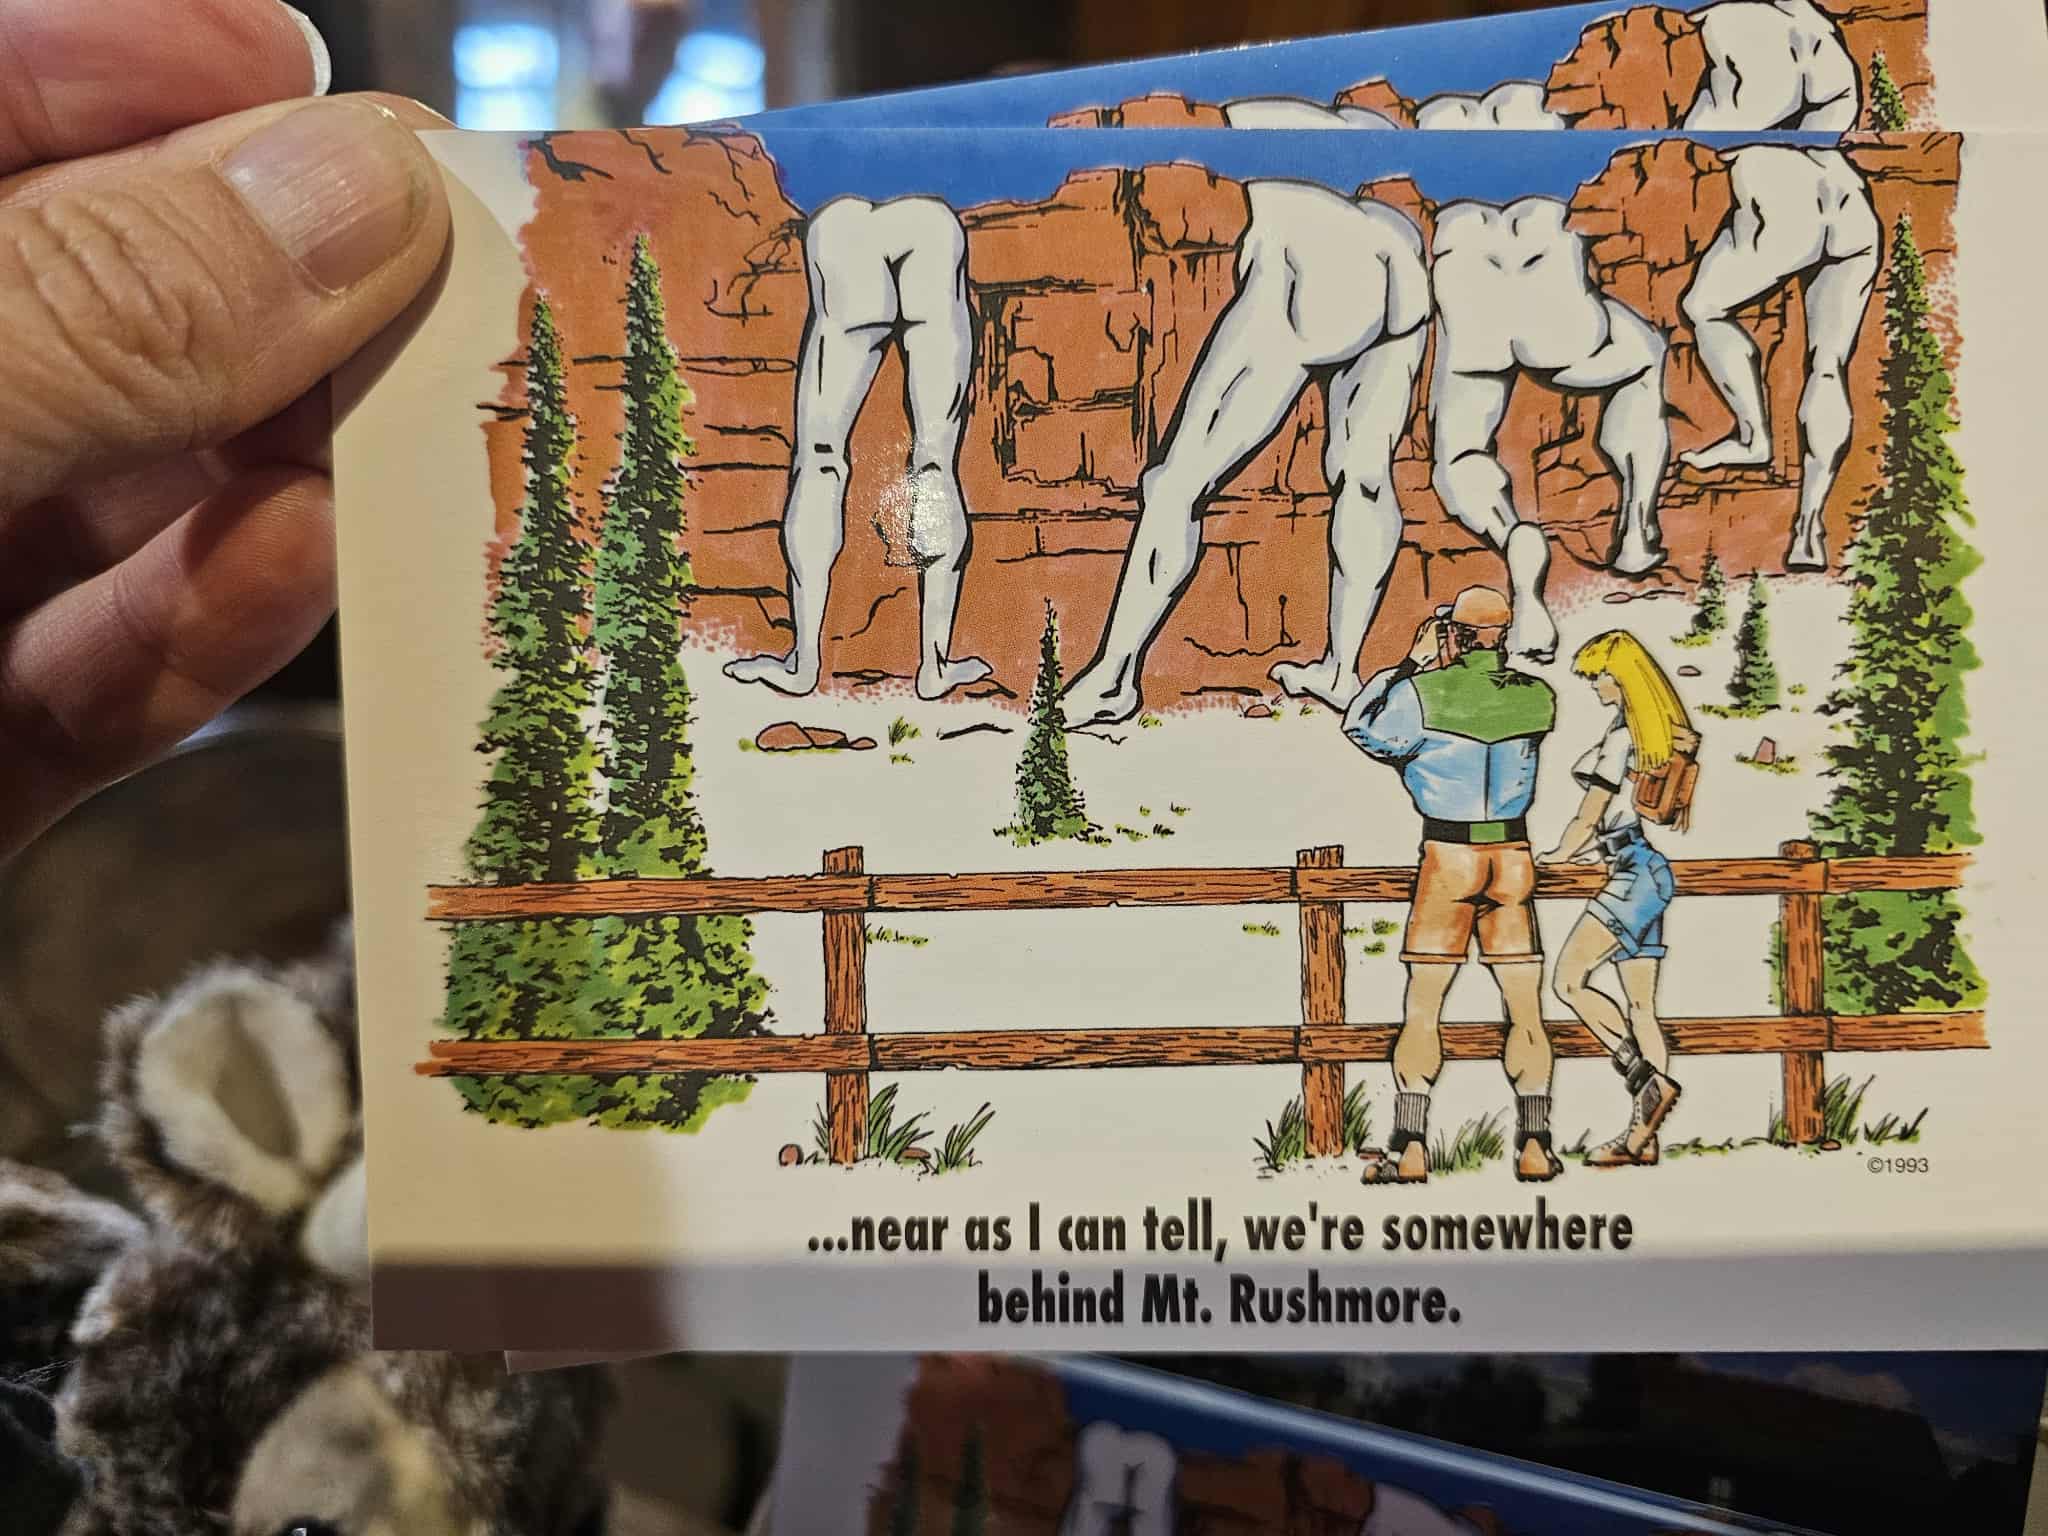 ©1993
...near as I can tell, we're somewhere
behind Mt. Rushmore.